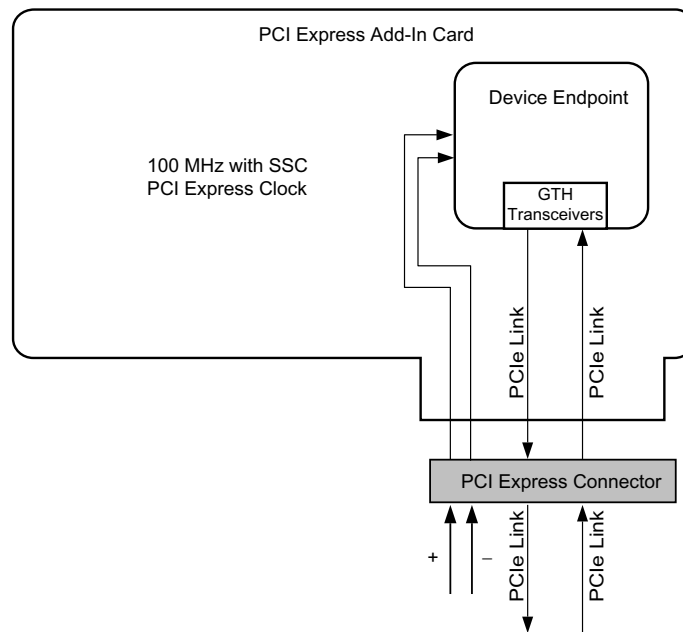 PCI Express Add-In Card
Device Endpoint
100 MHz with SSC
PCI Express Clock
GTH
Transceivers
PCIe Link
PCIe Link
PCI Express Connector
+
–
PCIe Link
PCIe Link